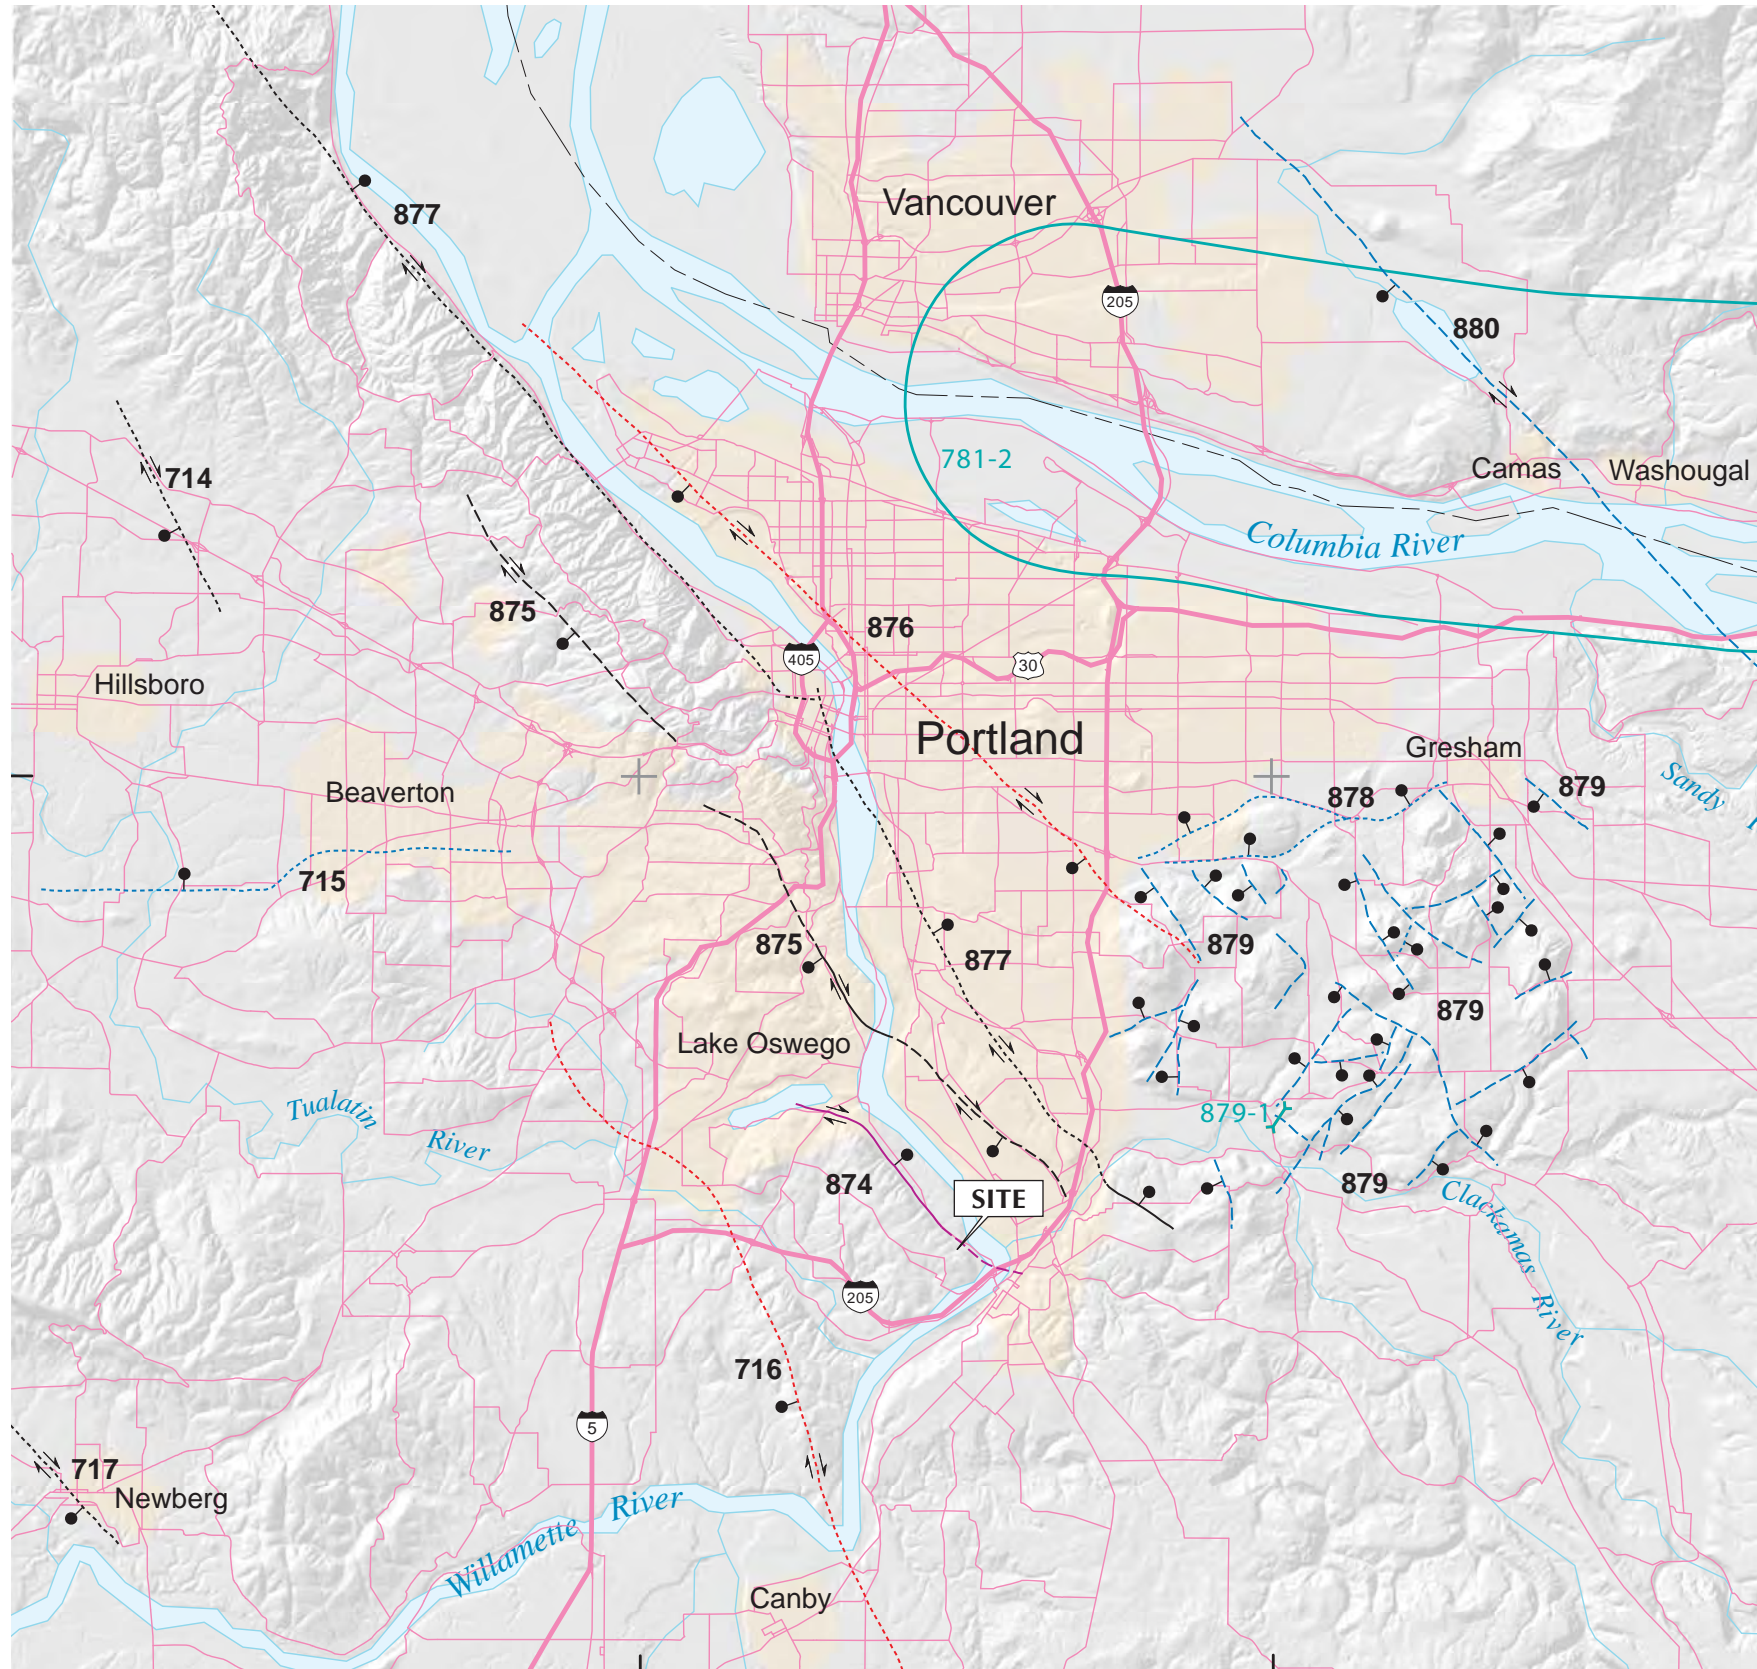 Vancouver
877
205
880
781-2
714
Camas
Washougal
Columbia River
875
876
405
30
Hillsboro
Portland
Gresham
Sandy
Beaverton
878
879
715
875
877
879
879
Lake Oswego
Tualatin
River
879-1
874
SITE
879
Clackamas
River
205
716
5
717
Newberg
Willamette River
Canby